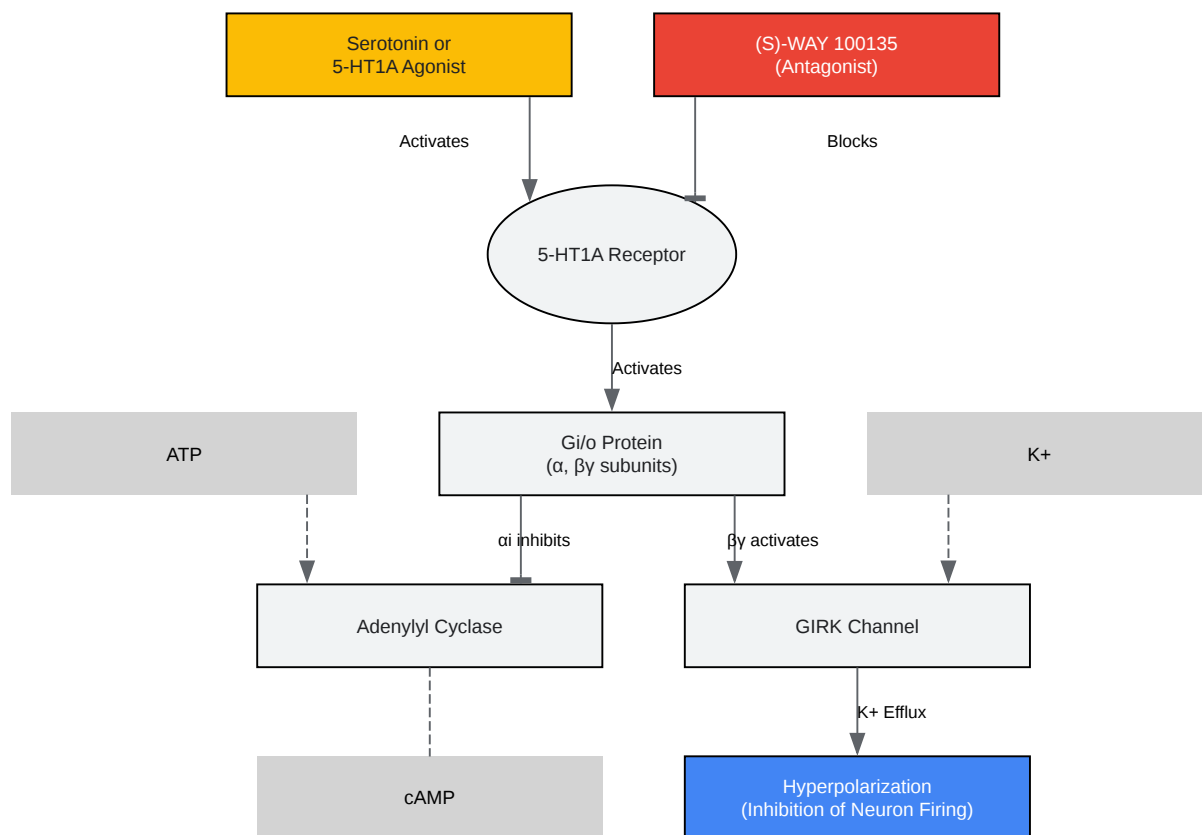 Serotonin or
5-HT1A Agonist
(S)-WAY 100135
(Antagonist)
Activates
Blocks
5-HT1A Receptor
Activates
ATP
Gi/o Protein
(α, βγ subunits)
K+
αi inhibits
βγ activates
Adenylyl Cyclase
GIRK Channel
K+ Efflux
cAMP
Hyperpolarization
(Inhibition of Neuron Firing)